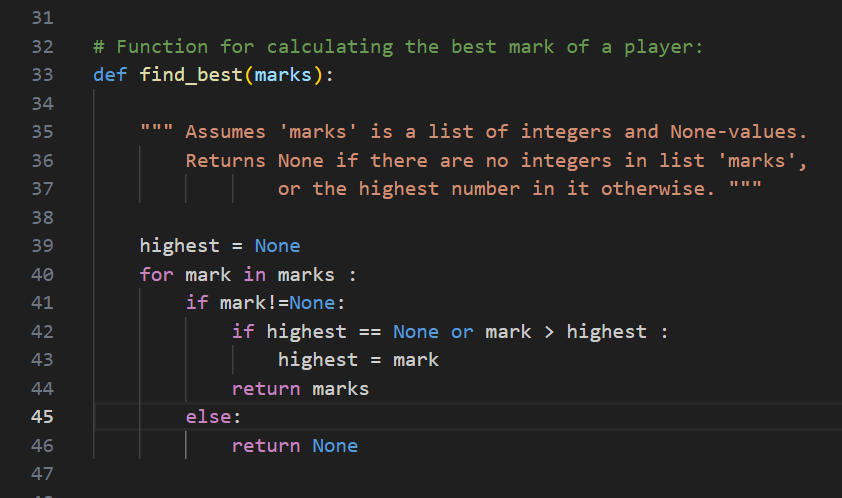 31
32 # Function for calculating the best mark of a player:
33 def find_best(marks):
34
35     """ Assumes 'marks' is a list of integers and None-values.
36         Returns None if there are no integers in list 'marks',
37                 or the highest number in it otherwise. """
38
39     highest = None
40     for mark in marks :
41         if mark!=None:
42             if highest == None or mark > highest :
43                 highest = mark
44             return marks
45         else:
46             return None
47